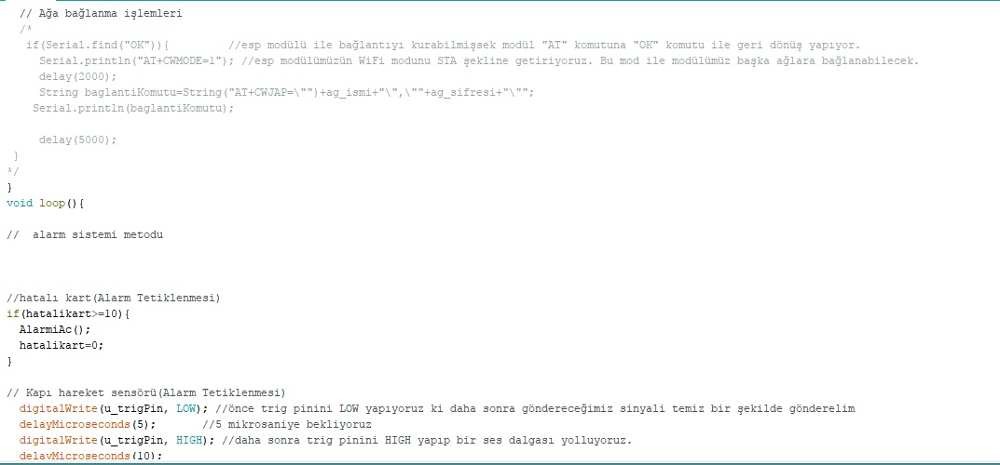 // Ağa bağlanma işlemleri
/*
if(Serial.find("OK")){ //esp modülü ile bağlantıyı kurabilmişsek modül "AT" komutuna "OK" komutu ile geri dönüş yapıyor.
Serial.println("AT+CWMODE=1"); //esp modülümüzün WiFi modunu STA şekline getiriyoruz. Bu mod ile modülümüz başka ağlara bağlanabilecek.
delay(2000);
String baglantiKomutu=String("AT+CWJAP=\"")+ag_ismi+"\",\""+ag_sifresi+"\"";
Serial.println(baglantiKomutu);
delay(5000);
}
*/
}
void loop(){
// alarm sistemi metodu
//hatalı kart(Alarm Tetiklenmesi)
if(hatalikart>=10){
AlarmiAc();
hatalikart=0;
}
// Kapı hareket sensörü(Alarm Tetiklenmesi)
digitalWrite(u_trigPin, LOW); //önce trig pinini LOW yapıyoruz ki daha sonra göndereceğimiz sinyali temiz bir şekilde gönderelim
delayMicroseconds(5); //5 mikrosaniye bekliyoruz
digitalWrite(u_trigPin, HIGH); //daha sonra trig pinini HIGH yapıp bir ses dalgası yolluyoruz.
delayMicroseconds(10);